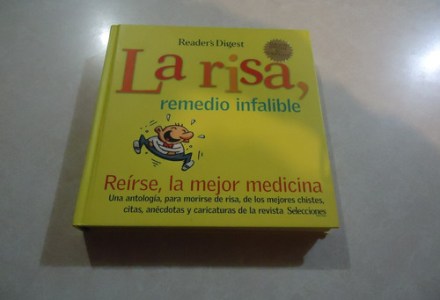 Reader's Digest
La risa,
remedio infalible
Reírse, la mejor medicina
Una antología, para morirse de risa, de los mejores chistes,
citas, anécdotas y caricaturas de la revista Selecciones